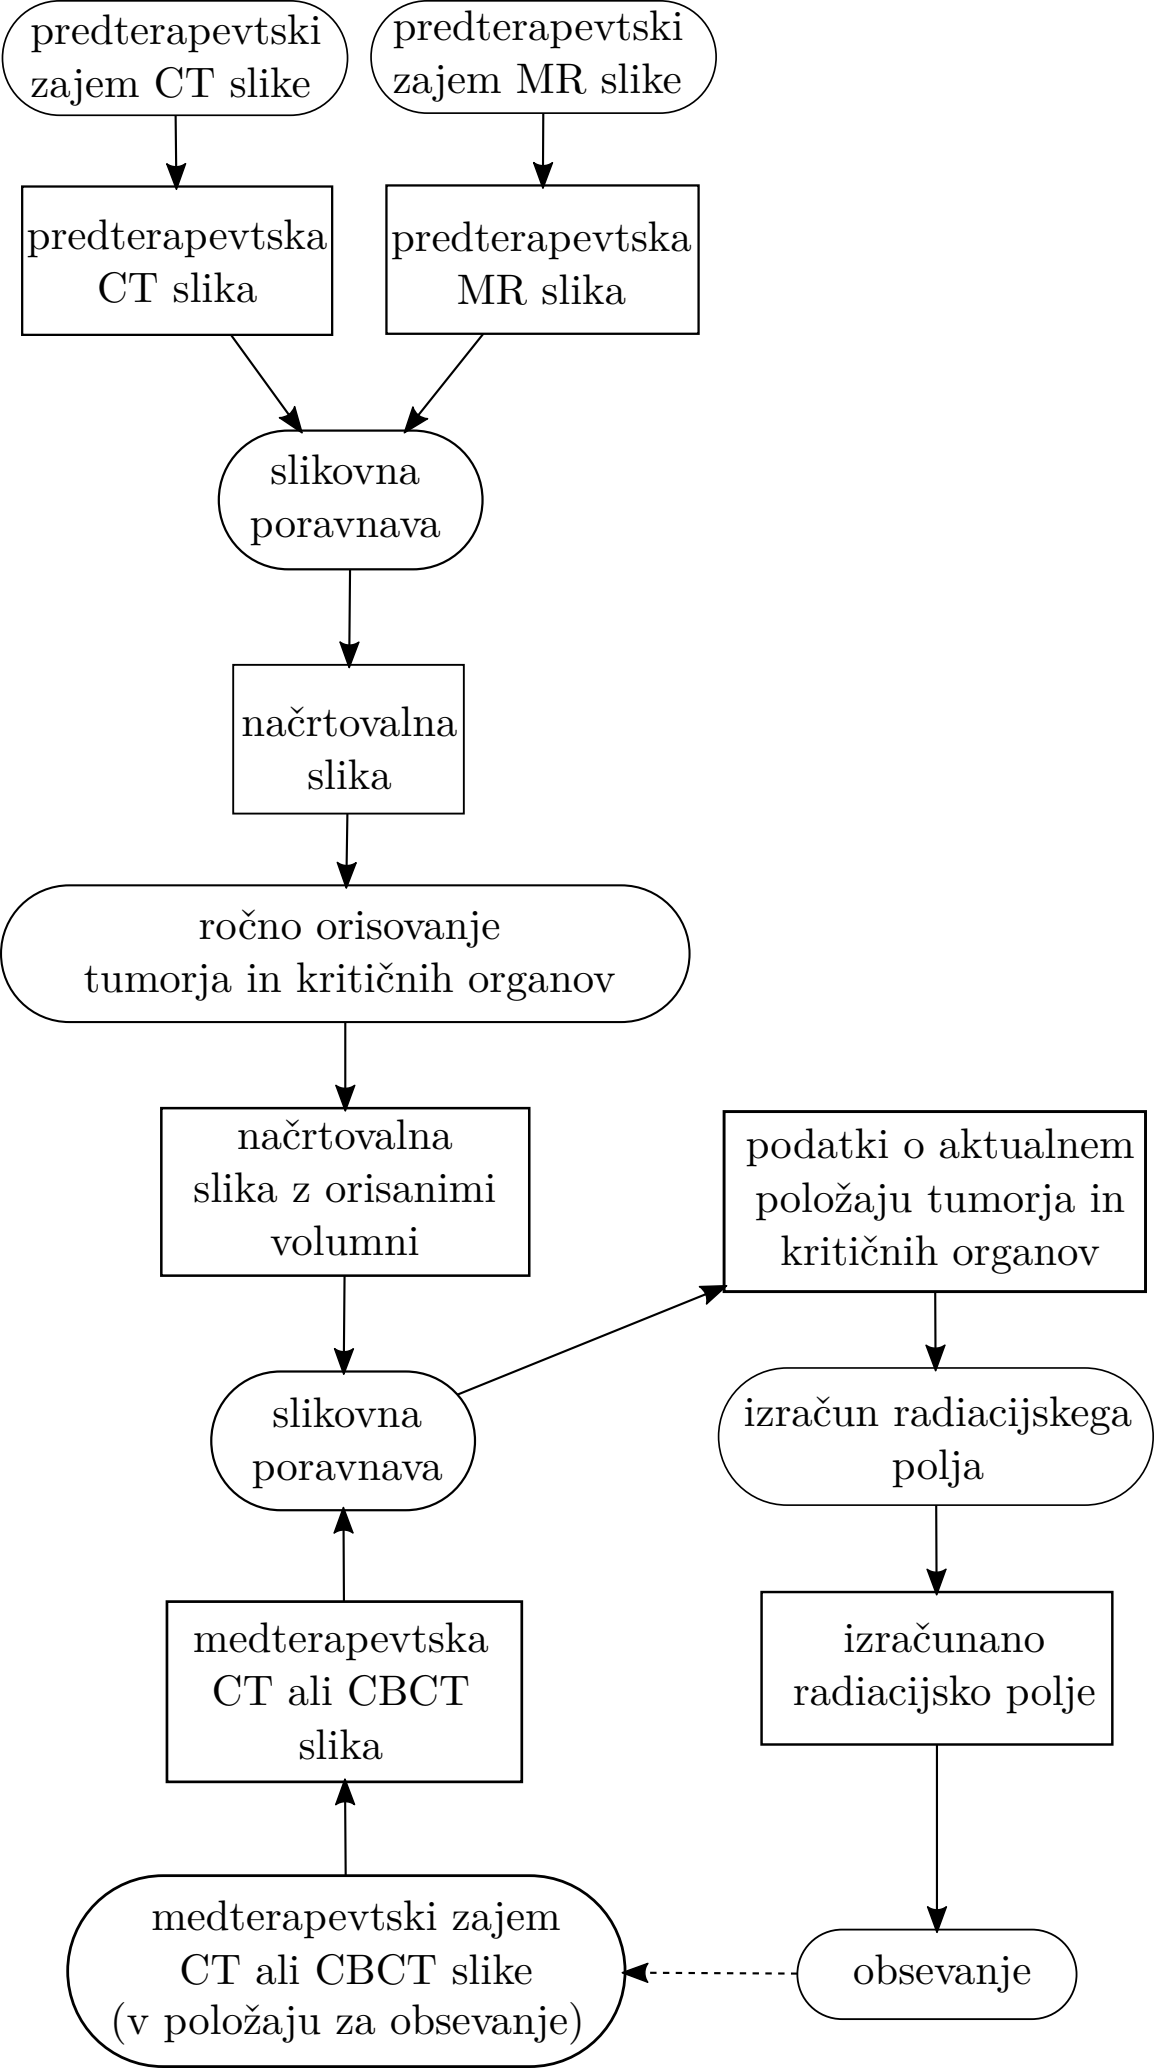 predterapevtski
zajem CT slike
predterapevtski
zajem MR slike
predterapevtska
CT slika
predterapevtska
MR slika
slikovna
poravnava
načrtovalna
slika
ročno orisovanje
tumorja in kritičnih organov
načrtovalna
slika z orisanimi
volumni
podatki o aktualnem
položaju tumorja in
kritičnih organov
slikovna
poravnava
izračun radiacijskega
polja
medterapevtska
CT ali CBCT
slika
izračunano
radiacijsko polje
medterapevtski zajem
CT ali CBCT slike
(v položaju za obsevanje)
obsevanje